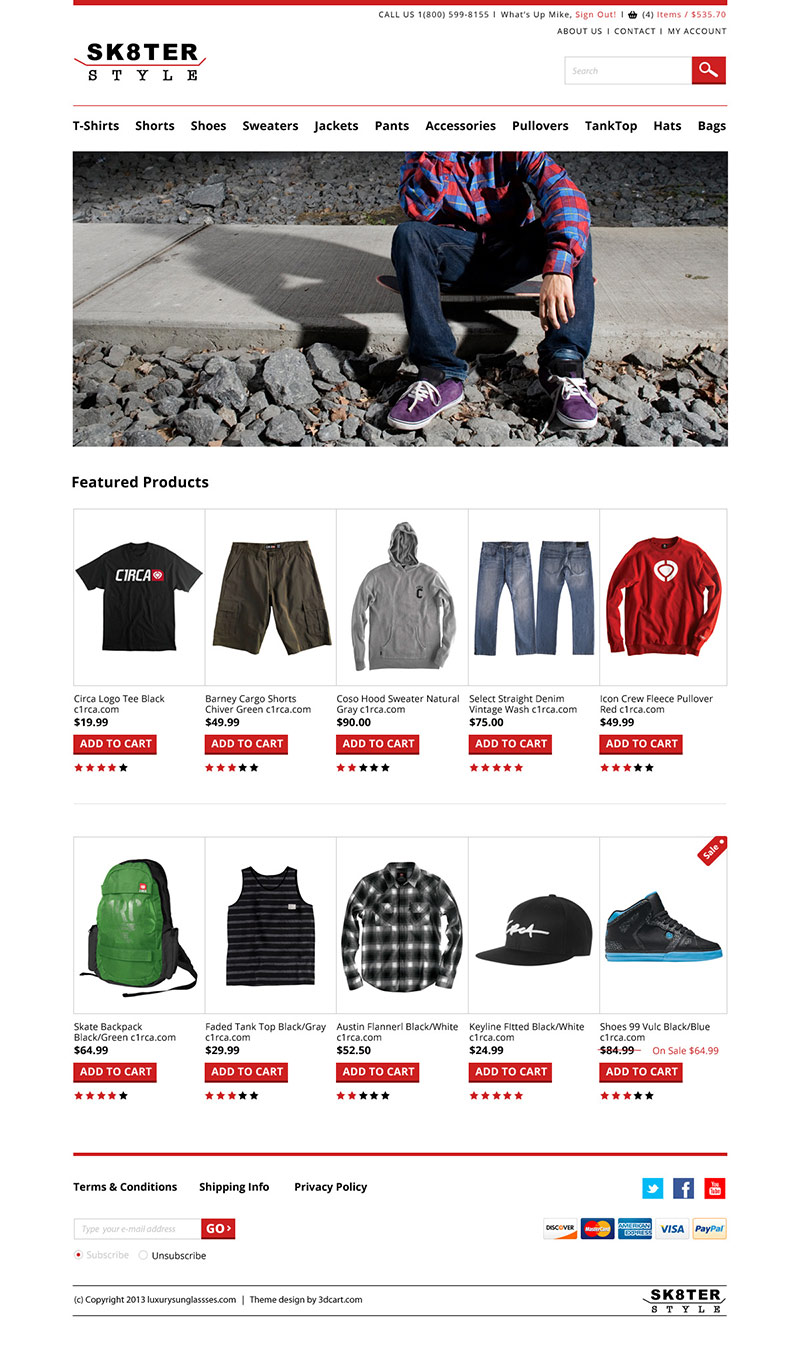 CALL US 1(800) 599-8155 | What's Up Mike, Sign Out! | (4) Items / $535.70
ABOUT US | CONTACT | MY ACCOUNT
SK8TER
STYLE
Search
T-Shirts Shorts Shoes Sweaters Jackets Pants Accessories Pullovers TankTop Hats Bags
Featured Products
C1RCA
C
Circa Logo Tee Black
c1rca.com
$19.99
ADD TO CART
Barney Cargo Shorts
Chiver Green c1rca.com
$49.99
ADD TO CART
Coso Hood Sweater Natural
Gray c1rca.com
$90.00
ADD TO CART
Select Straight Denim
Vintage Wash c1rca.com
$75.00
ADD TO CART
Icon Crew Fleece Pullover
Red c1rca.com
$49.99
ADD TO CART
Circa
Sale
Skate Backpack
Black/Green c1rca.com
$64.99
ADD TO CART
Faded Tank Top Black/Gray
c1rca.com
$29.99
ADD TO CART
Austin Flannerl Black/White
c1rca.com
$52.50
ADD TO CART
Keyline FItted Black/White
c1rca.com
$24.99
ADD TO CART
Shoes 99 Vulc Black/Blue
c1rca.com
$84.99 On Sale $64.99
ADD TO CART
Terms & Conditions Shipping Info Privacy Policy
You
Tube
Type your e-mail address GO
DISCOVER MasterCard AMERICAN EXPRESS VISA PayPal
Subscribe Unsubscribe
(c) Copyright 2013 luxurysunglassses.com | Theme design by 3dcart.com
SK8TER
STYLE